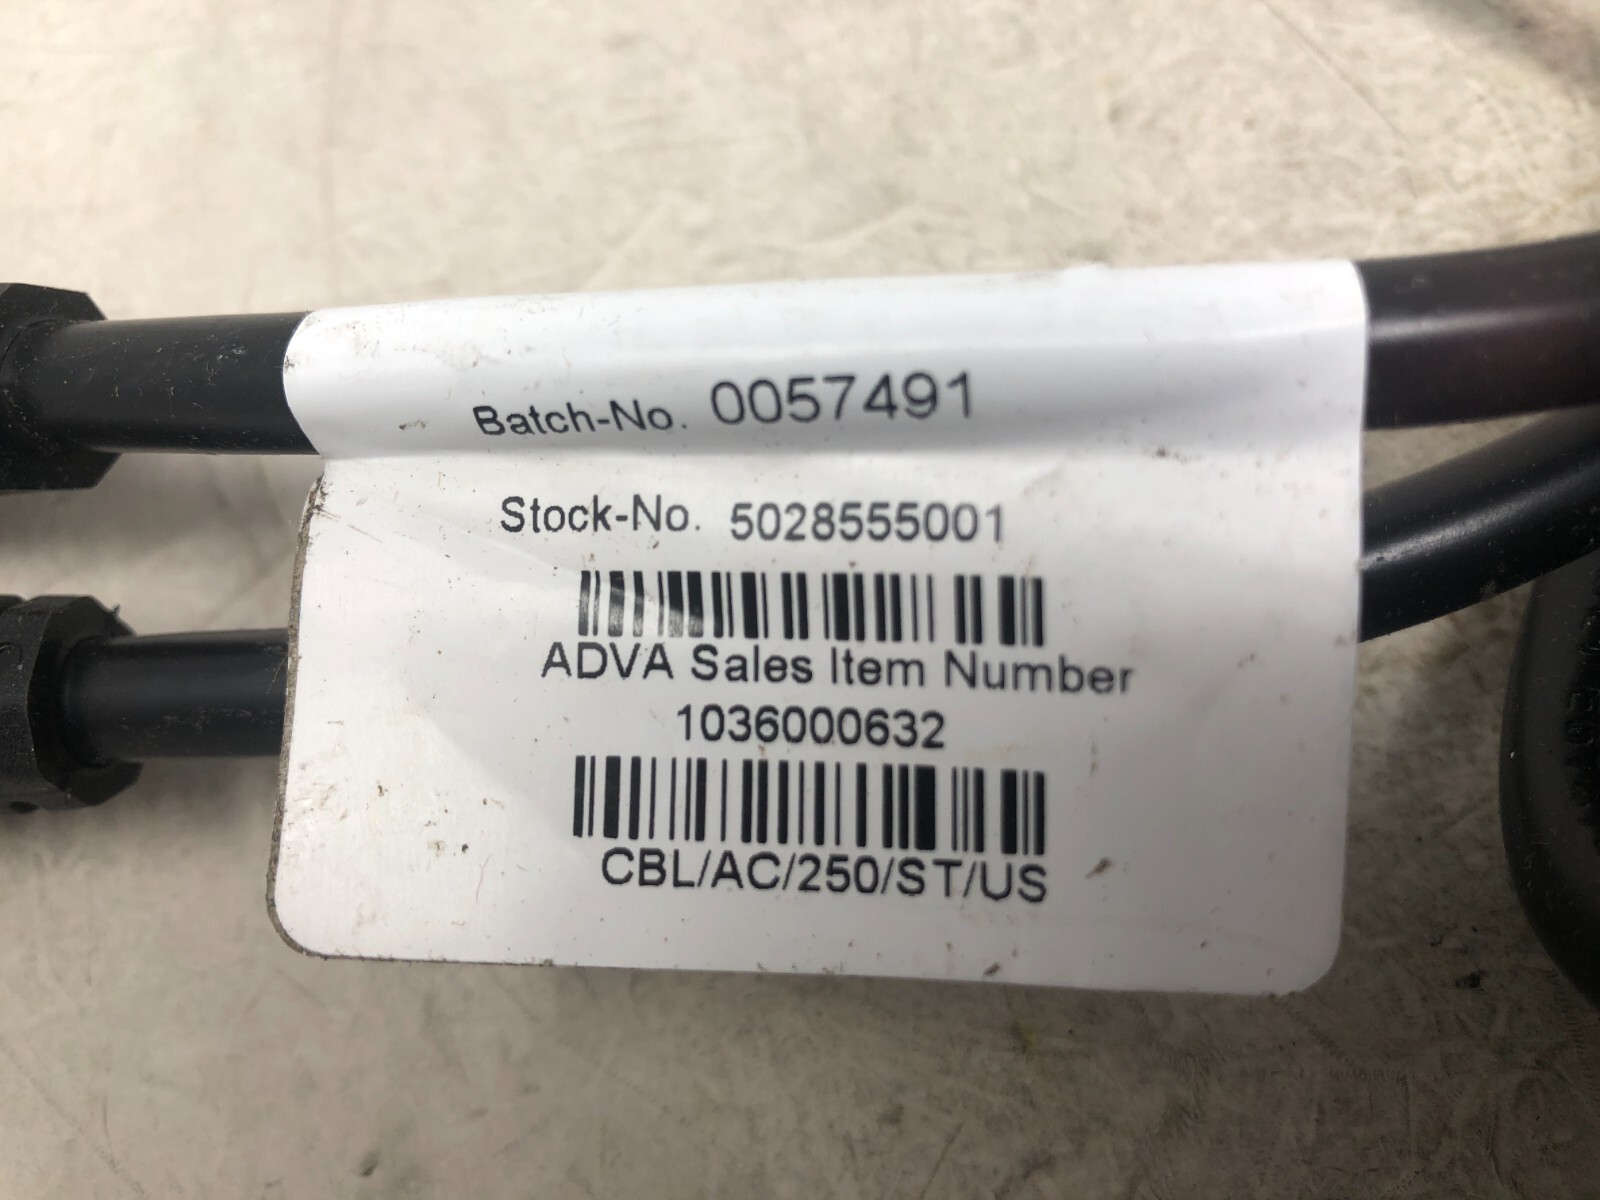 Batch-No. 0057491
Stock-No. 5028555001
ADVA Sales Item Number
1036000632
CBL/AC/250/ST/US